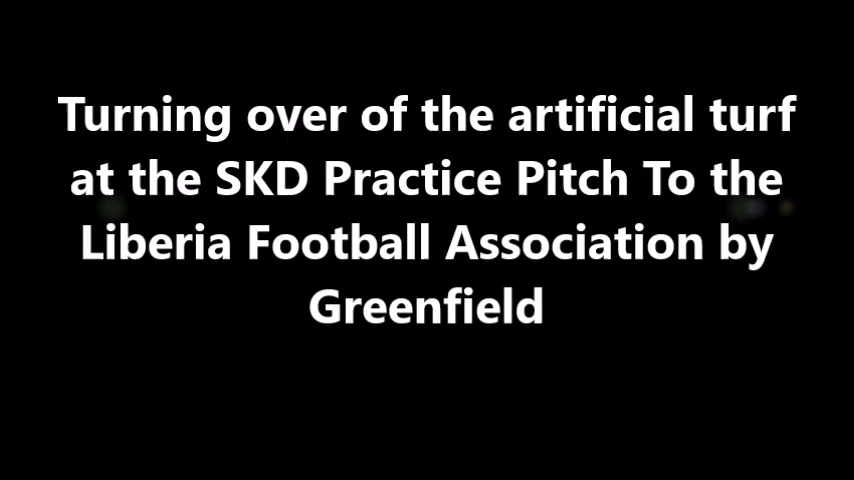 Turning over of the artificial turf
at the SKD Practice Pitch To the
Liberia Football Association by
Greenfield